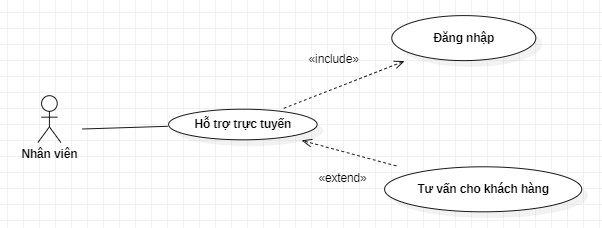 Đăng nhập
«include»
Hỗ trợ trực tuyến
Nhân viên
«extend»
Tư vấn cho khách hàng